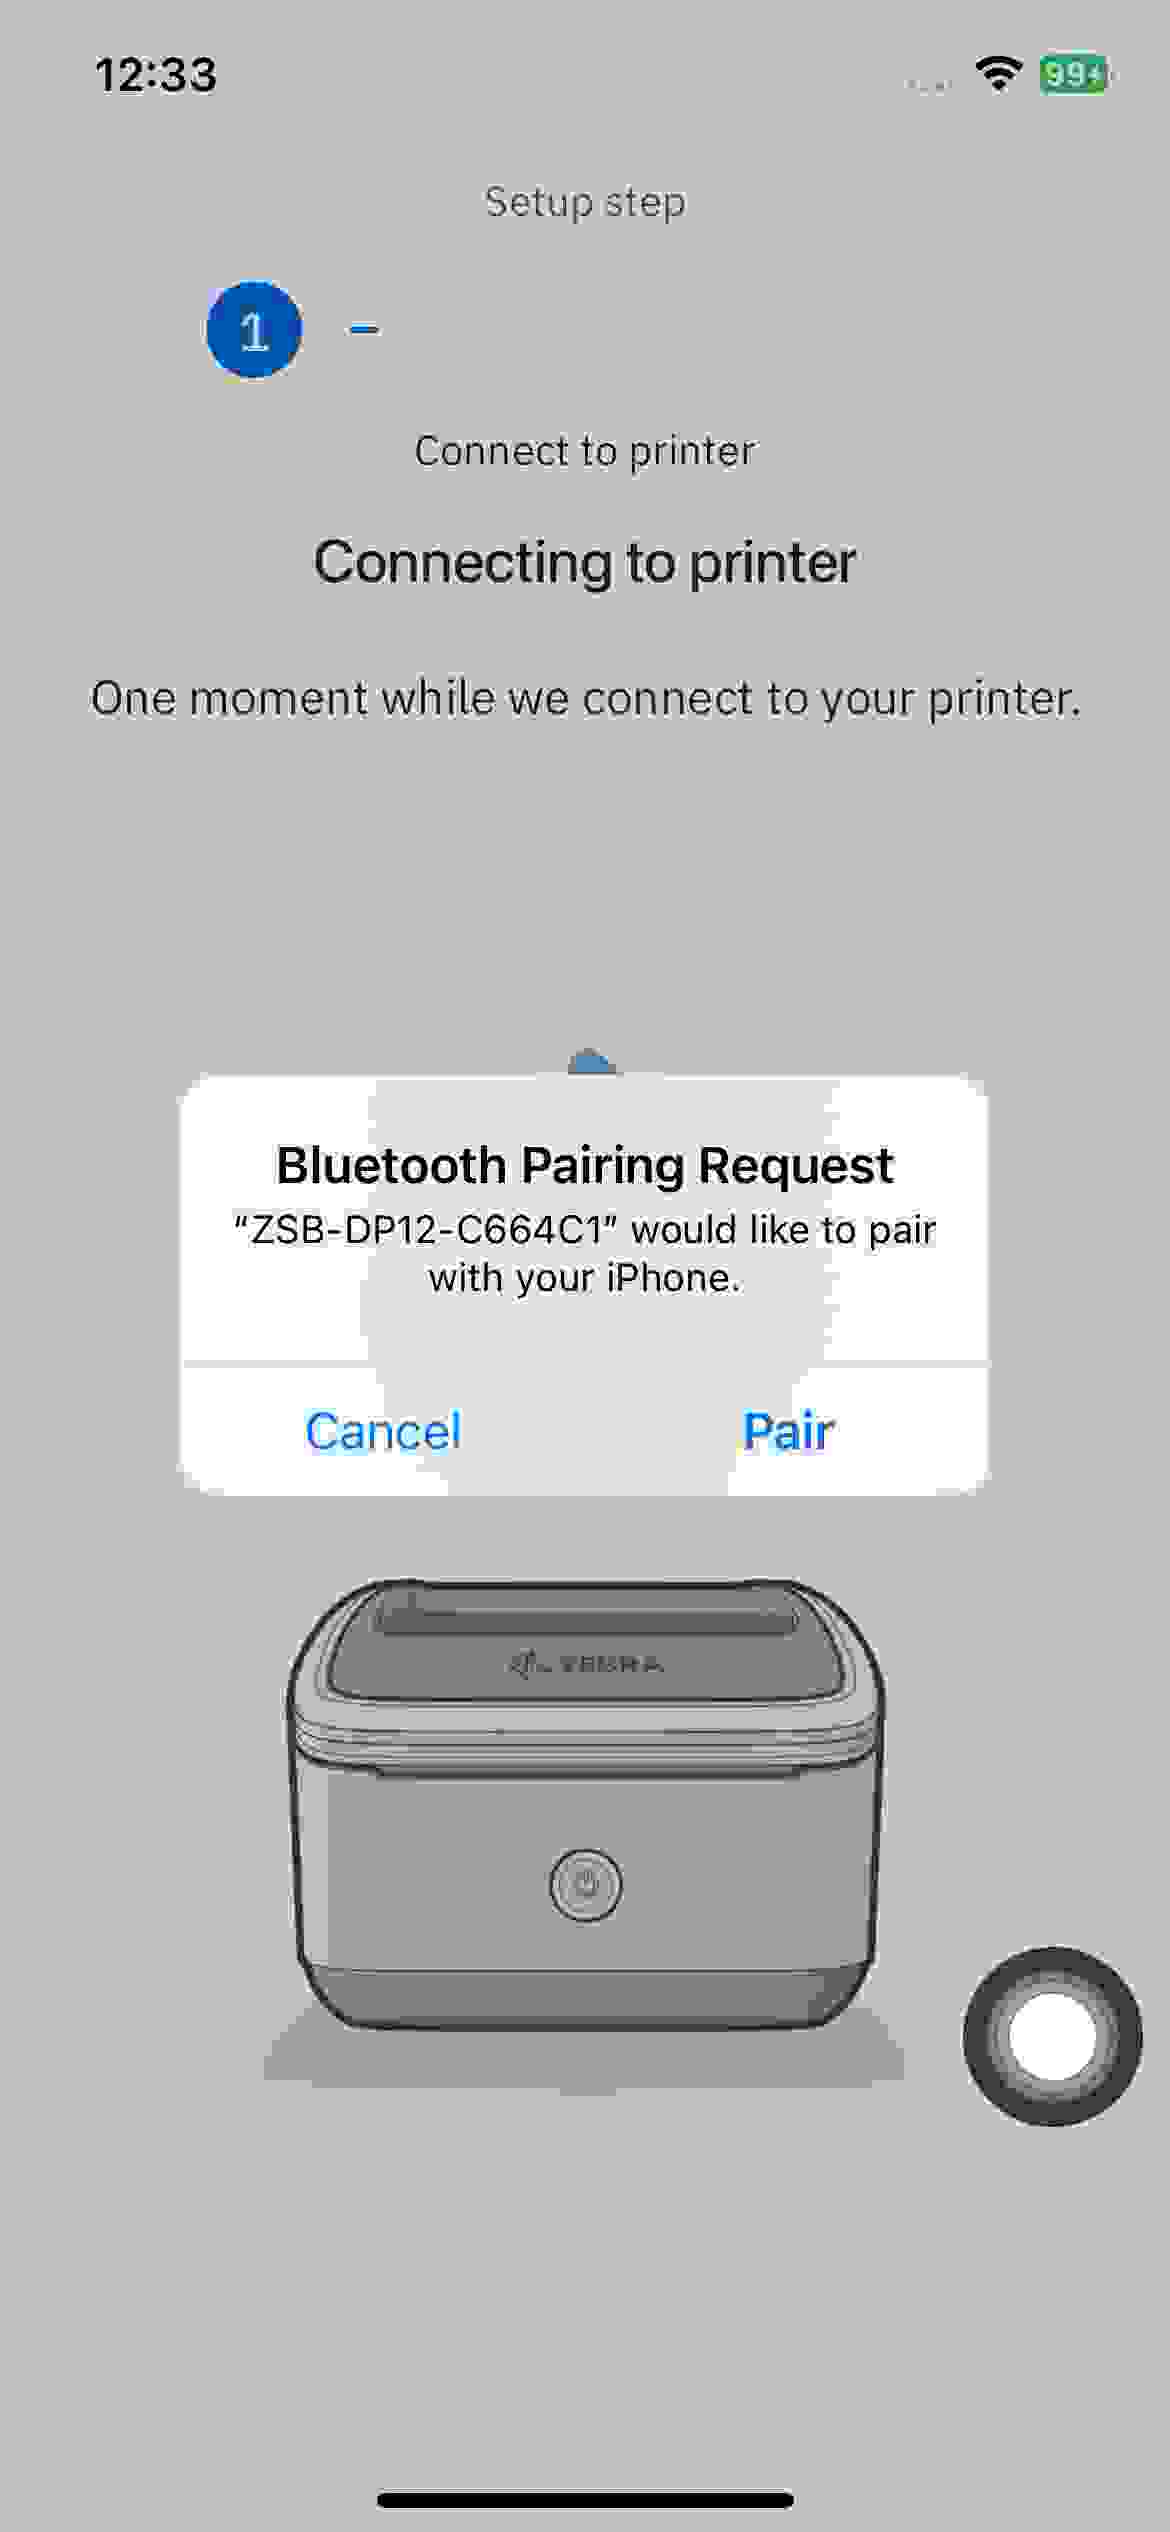 12:33
99
Setup step
1
Connect to printer
Connecting to printer
One moment while we connect to your printer.
Bluetooth Pairing Request
“ZSB-DP12-C664C1” would like to pair
with your iPhone.
Cancel
Pair
ZEBRA